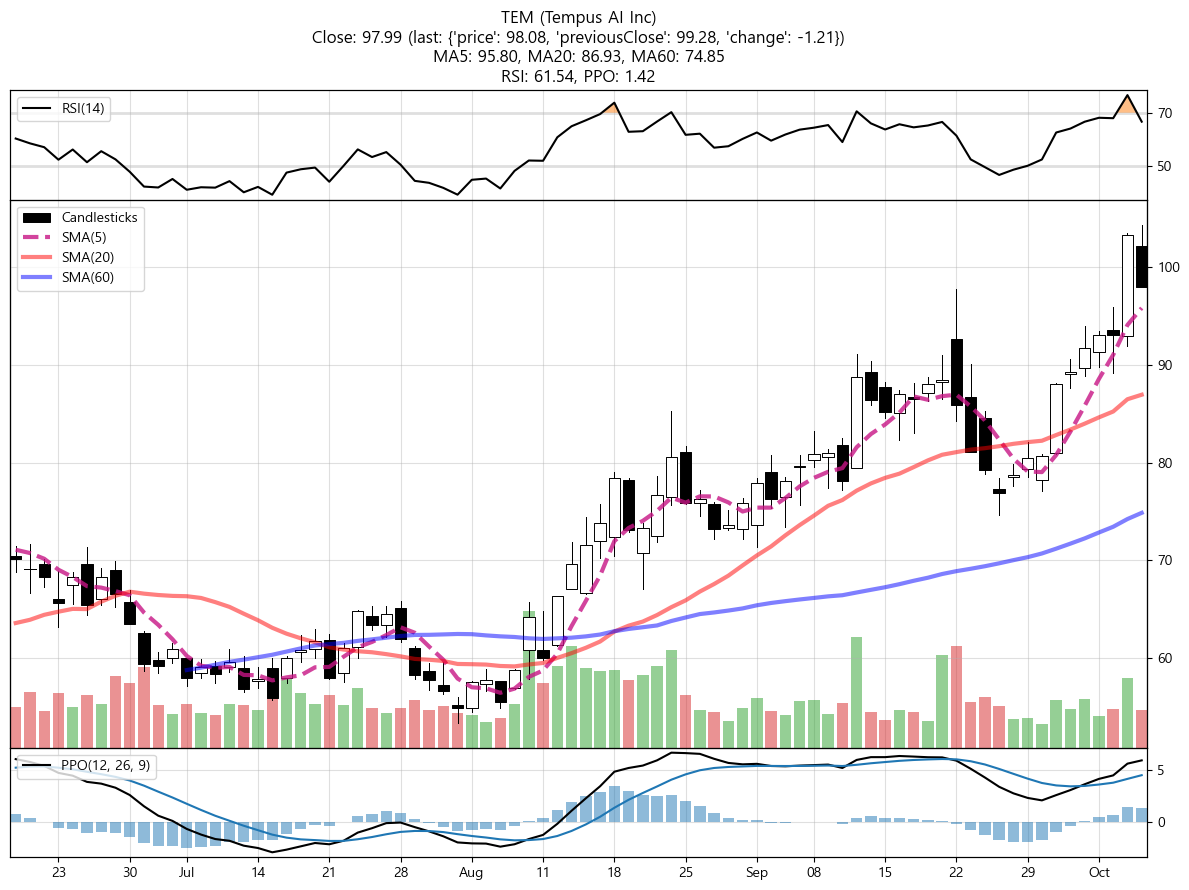 TEM (Tempus AI Inc)
Close: 97.99 (last: {'price': 98.08, 'previousClose': 99.28, 'change': -1.21})
MA5: 95.80, MA20: 86.93, MA60: 74.85
RSI: 61.54, PPO: 1.42
RSI(14)
70
50
Candlesticks
SMA(5)
SMA(20)
SMA(60)
100
90
80
70
60
PPO(12, 26, 9)
5
0
23 30 Jul 14 21 28 Aug 11 18 25 Sep 08 15 22 29 Oct